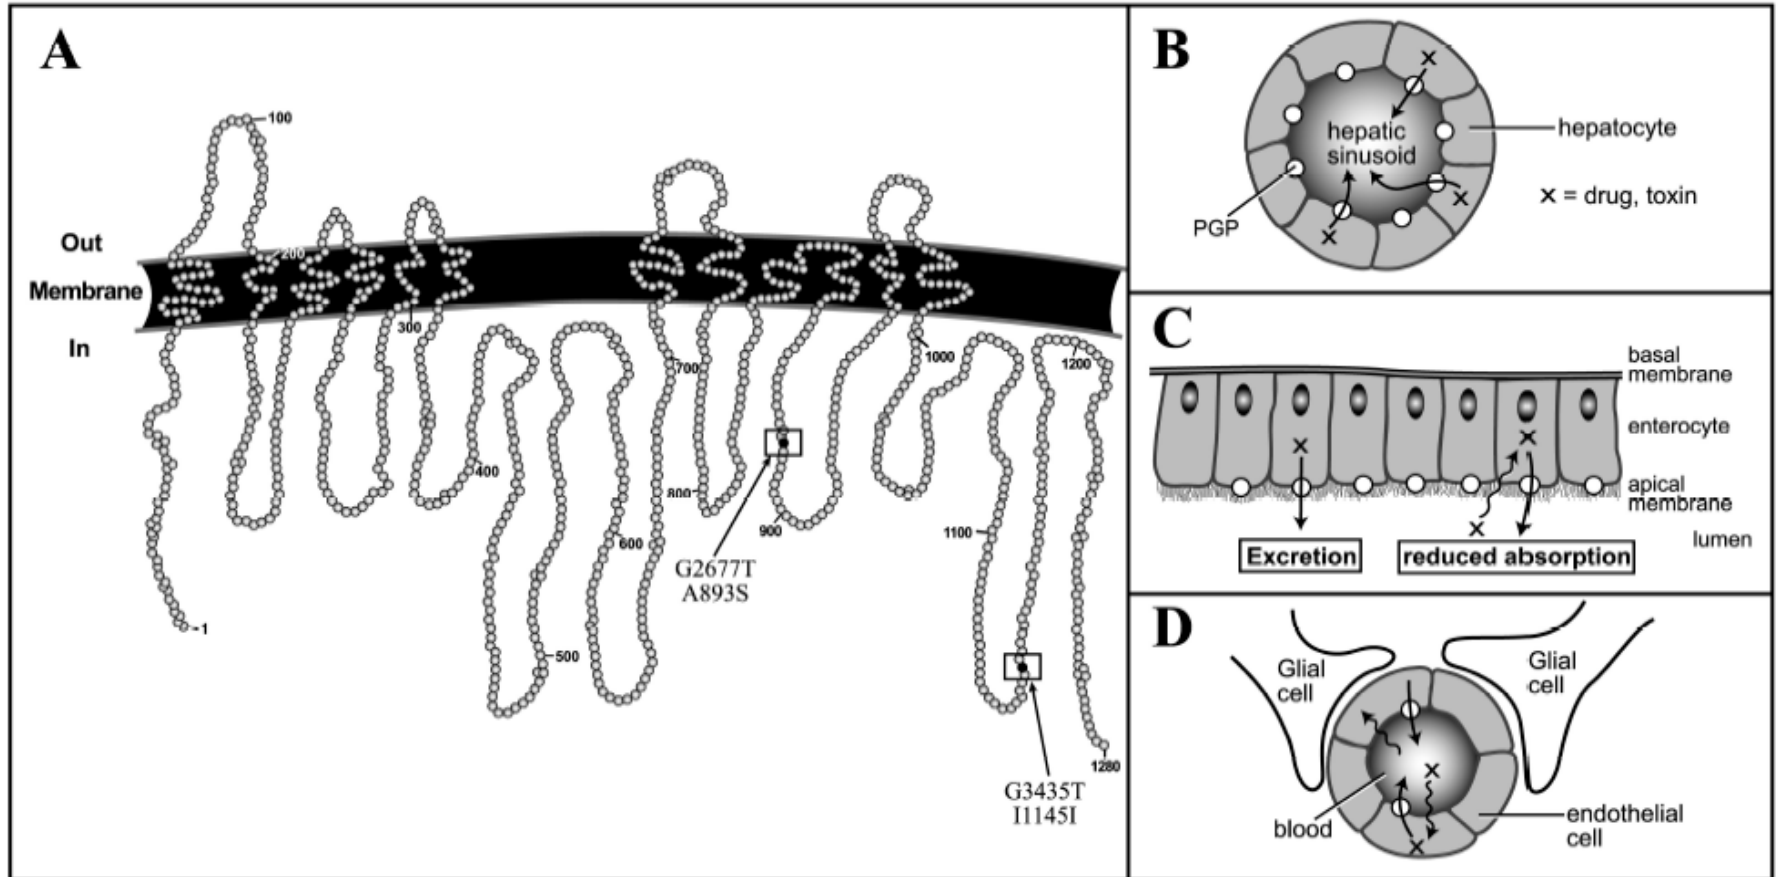 A
100
Out
200
Membrane
300
In
1000
1200
700
400
800
900
1100
600
G2677T
A893S
1
500
1280
G3435T
I1145I
B
hepatic
sinusoid
hepatocyte
PGP
x = drug, toxin
x
x
x
C
basal
membrane
enterocyte
apical
membrane
lumen
x
x
x
Excretion
reduced absorption
D
Glial
cell
Glial
cell
x
x
blood
endothelial
cell